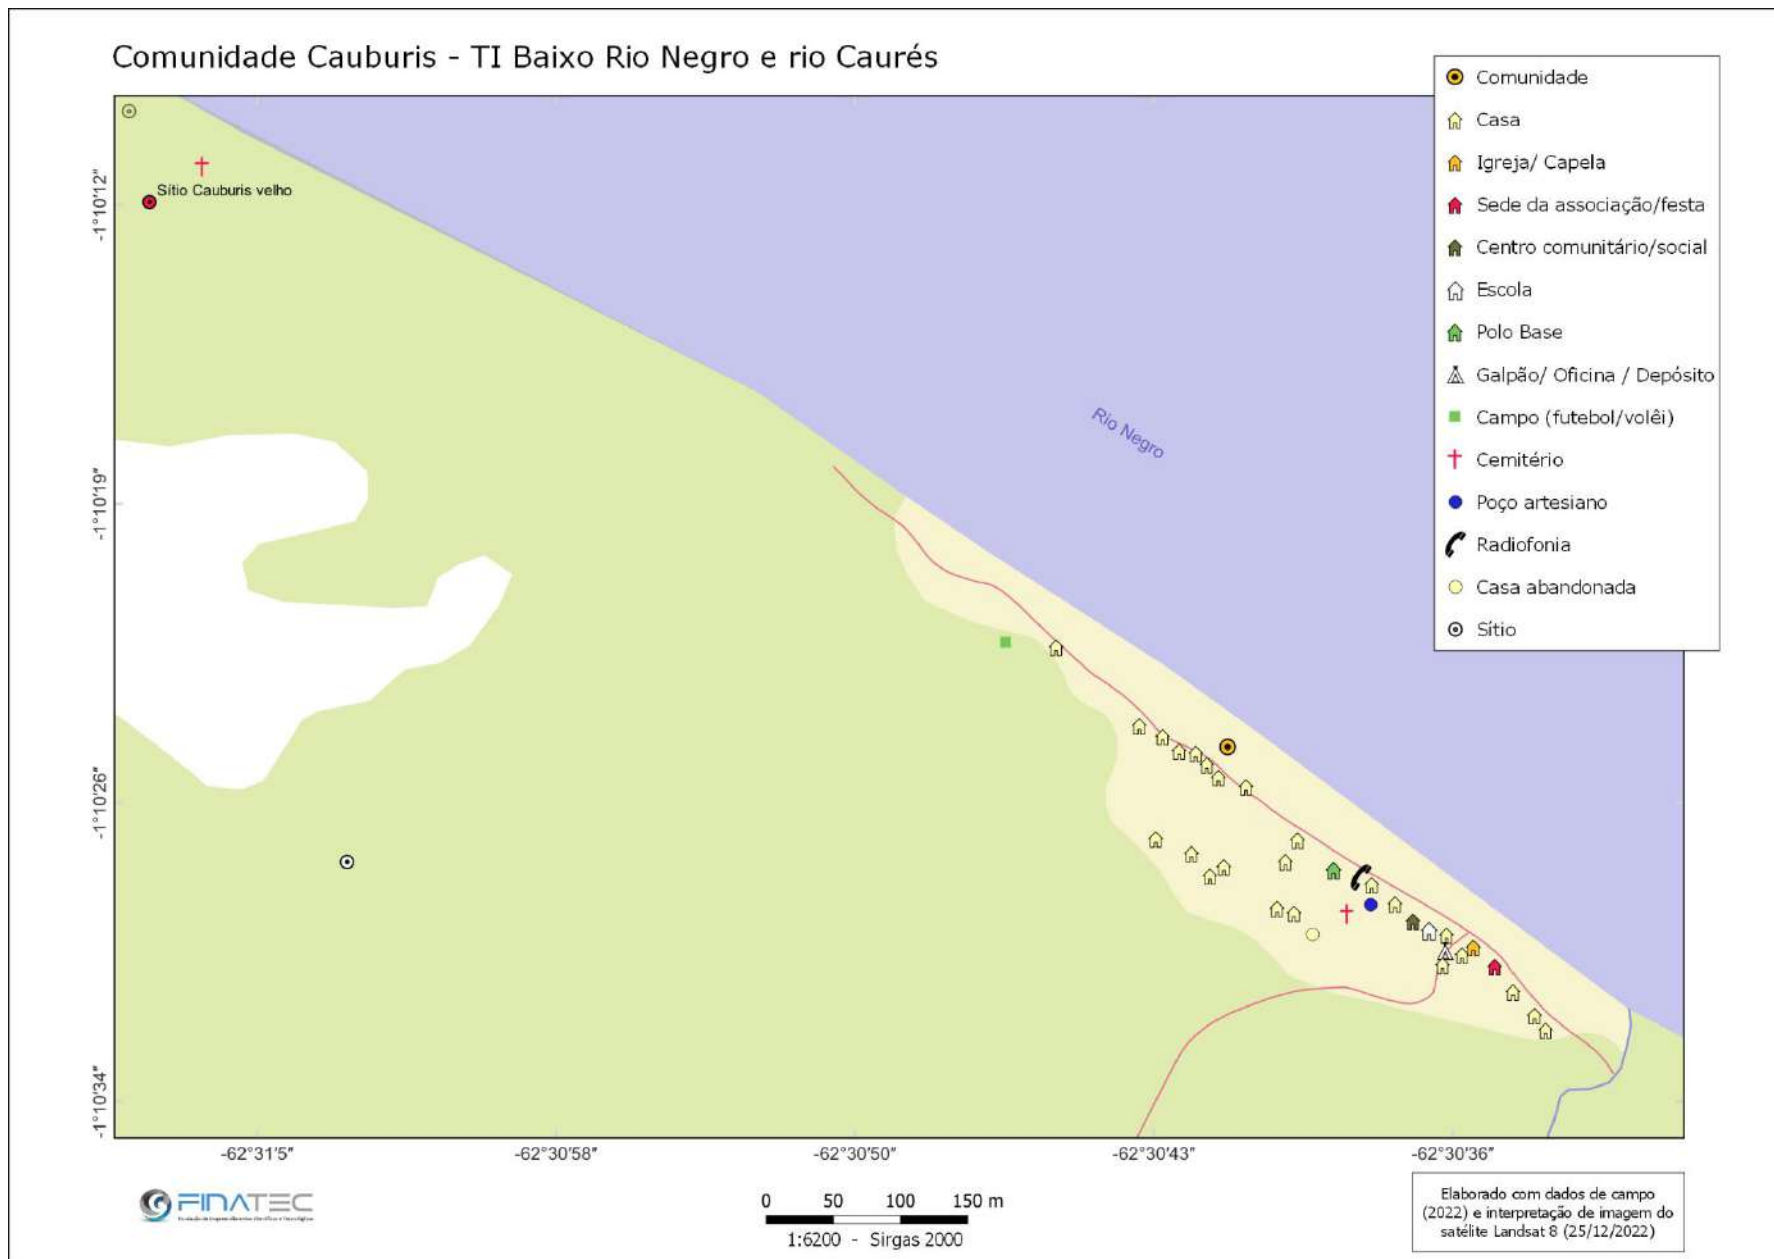 Comunidade Cauburis - TI Baixo Rio Negro e rio Caurés
Comunidade
Casa
Igreja/ Capela
Sede da associação/festa
Centro comunitário/social
Escola
Polo Base
Galpão/ Oficina / Depósito
Campo (futebol/volêi)
Cemitério
Poço artesiano
Radiofonia
Casa abandonada
Sítio
Sítio Cauburis velho
Rio Negro
-1°10'12"
-1°10'19"
-1°10'26"
-1°10'34"
-62°31'5"
-62°30'58"
-62°30'50"
-62°30'43"
-62°30'36"
FINATEC
0 50 100 150 m
1:6200 - Sirgas 2000
Elaborado com dados de campo
(2022) e interpretação de imagem do
satélite Landsat 8 (25/12/2022)